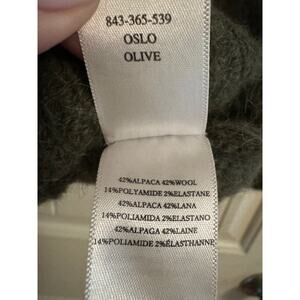 843-365-539
OSLO
OLIVE
42%ALPACA 42%WOOL
14%POLYAMIDE 2%ELASTANE
42%ALPACA 42%LANA
14%POLIAMIDA 2%ELASTANO
42%ALPAGA 42%LAINE
14%POLIAMIDE 2%ÉLASTHANNE